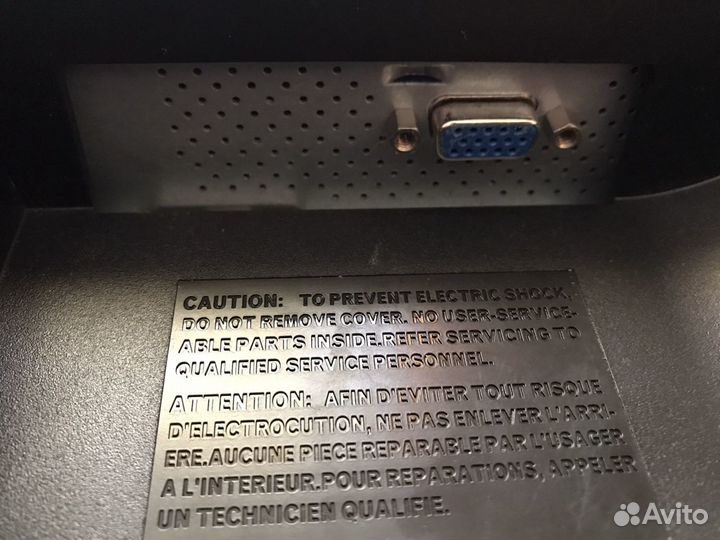 CAUTION: TO PREVENT ELECTRIC SHOCK,
DO NOT REMOVE COVER. NO USER-SERVICE-
ABLE PARTS INSIDE.REFER SERVICING TO
QUALIFIED SERVICE PERSONNEL.
ATTENTION: AFIN D'EVITER TOUT RISQUE
D'ELECTROCUTION, NE PAS ENLEVER L'ARRI-
ERE.AUCUNE PIECE REPARABLE PAR L'USAGER
A L'INTERIEUR.POUR REPARATIONS, APPELER
UN TECHNICIEN QUALIFIE.
Avito